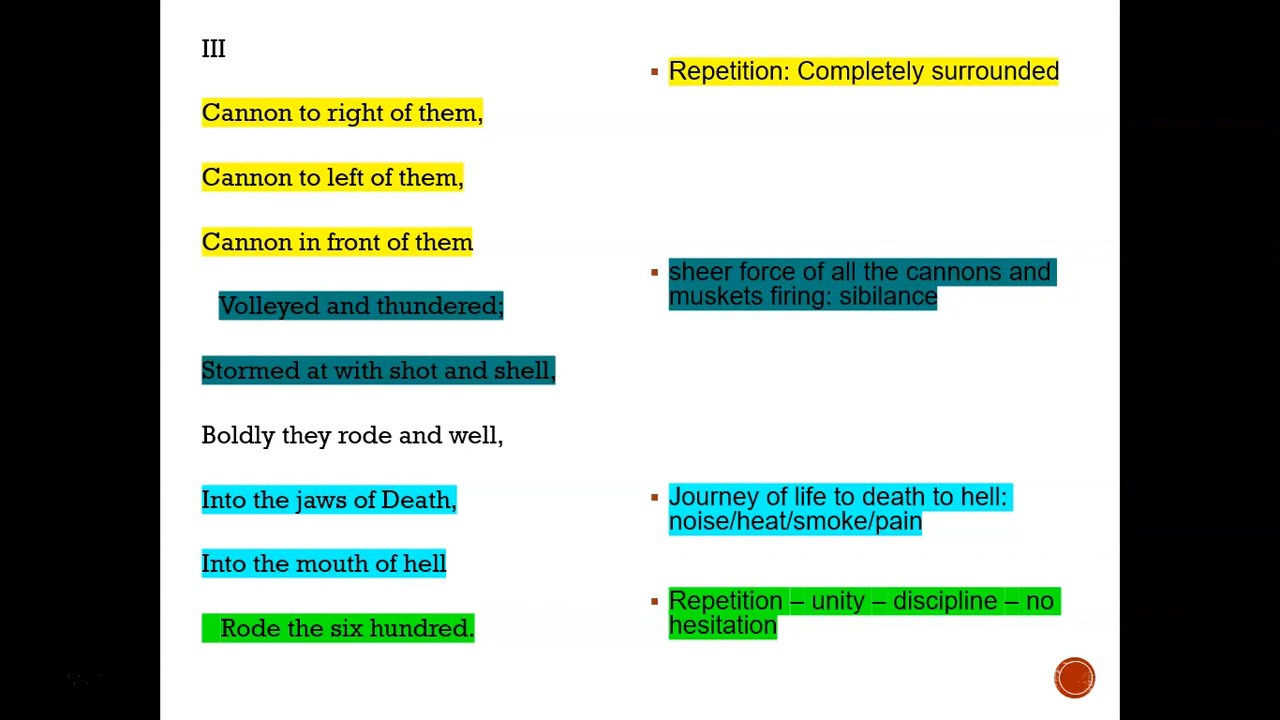 III
Cannon to right of them,
Cannon to left of them,
Cannon in front of them
Volleyed and thundered;
Stormed at with shot and shell,
Boldly they rode and well,
Into the jaws of Death,
Into the mouth of hell
Rode the six hundred.
Repetition: Completely surrounded
sheer force of all the cannons and
muskets firing: sibilance
Journey of life to death to hell:
noise/heat/smoke/pain
Repetition – unity – discipline – no
hesitation